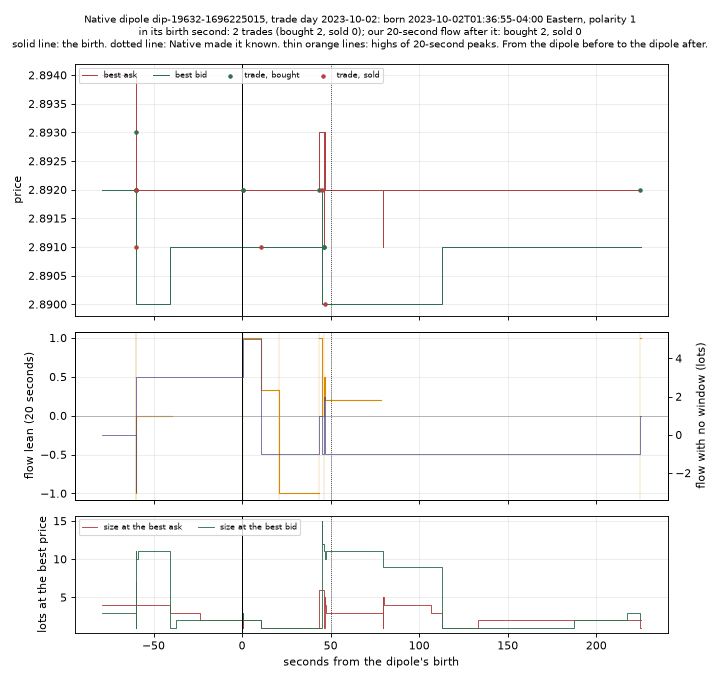 Native dipole dip-19632-1696225015, trade day 2023-10-02: born 2023-10-02T01:36:55-04:00 Eastern, polarity 1
in its birth second: 2 trades (bought 2, sold 0); our 20-second flow after it: bought 2, sold 0
solid line: the birth. dotted line: Native made it known. thin orange lines: highs of 20-second peaks. From the dipole before to the dipole after.
best ask best bid trade, bought trade, sold
2.8940
2.8935
2.8930
2.8925
2.8920
2.8915
2.8910
2.8905
2.8900
price
1.0
0.5
0.0
−0.5
−1.0
flow lean (20 seconds)
4
2
0
−2
flow with no window (lots)
size at the best ask size at the best bid
15
10
5
lots at the best price
−50 0 50 100 150 200
seconds from the dipole's birth